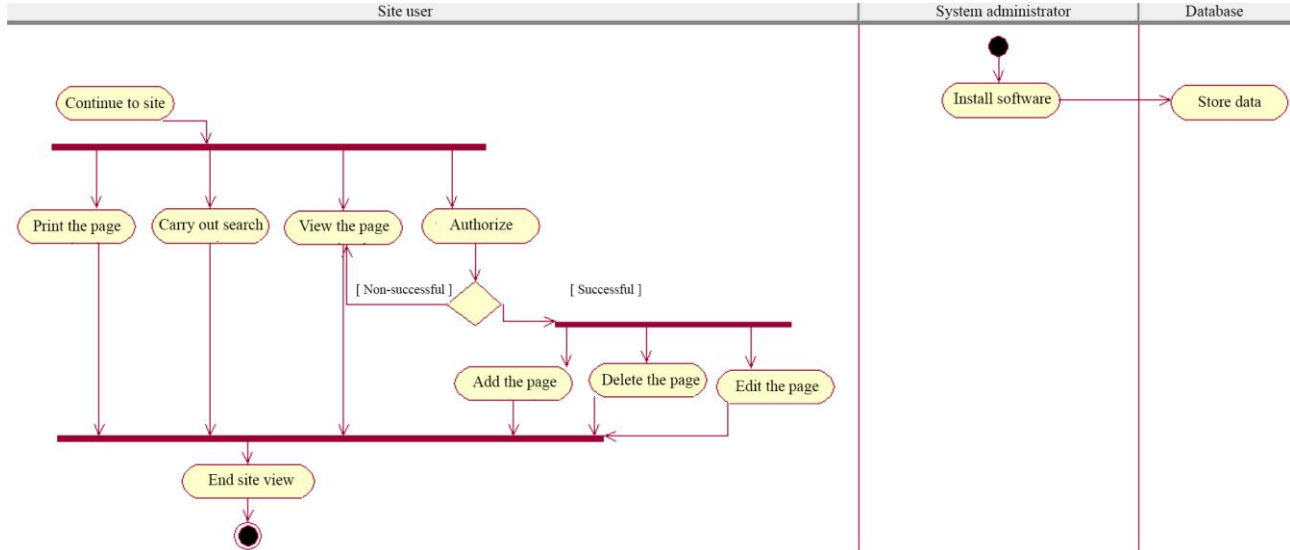 Site user
System administrator
Database
Continue to site
Install software
Store data
Print the page
Carry out search
View the page
Authorize
[ Non-successful ]
[ Successful ]
Add the page
Delete the page
Edit the page
End site view